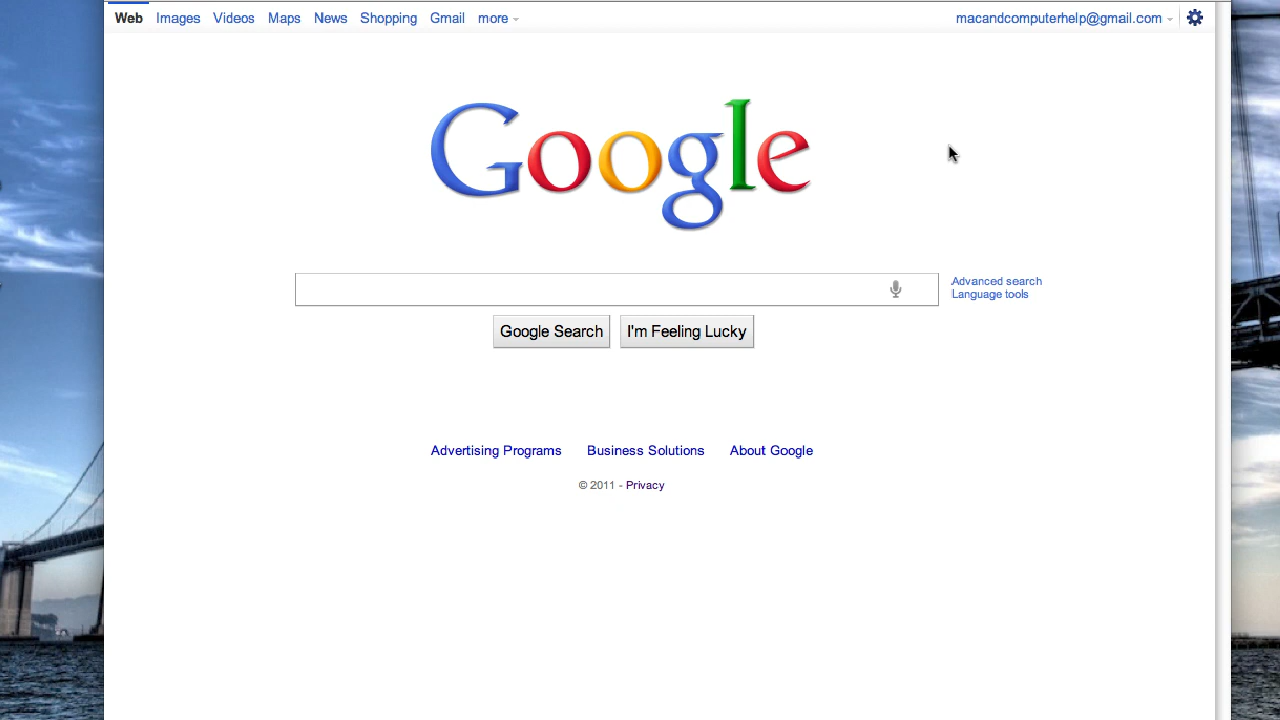 Web Images Videos Maps News Shopping Gmail more macandcomputerhelp@gmail.com
Google
Advanced search
Language tools
Google Search I'm Feeling Lucky
Advertising Programs Business Solutions About Google
© 2011 - Privacy